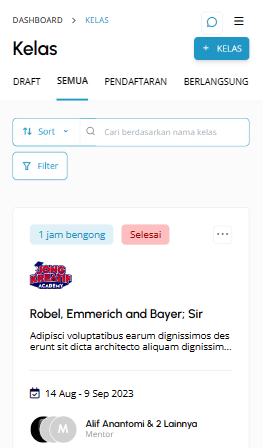 DASHBOARD > KELAS
Kelas
+ KELAS
DRAFT SEMUA PENDAFTARAN BERLANGSUNG
Sort
Cari berdasarkan nama kelas
Filter
1 jam bengong
Selesai
JAGO
KREATIF
ACADEMY
Robel, Emmerich and Bayer; Sir
Adipisci voluptatibus earum dignissimos des
erunt sit dicta architecto aliquam dignissim...
14 Aug - 9 Sep 2023
M
Alif Anantomi & 2 Lainnya
Mentor